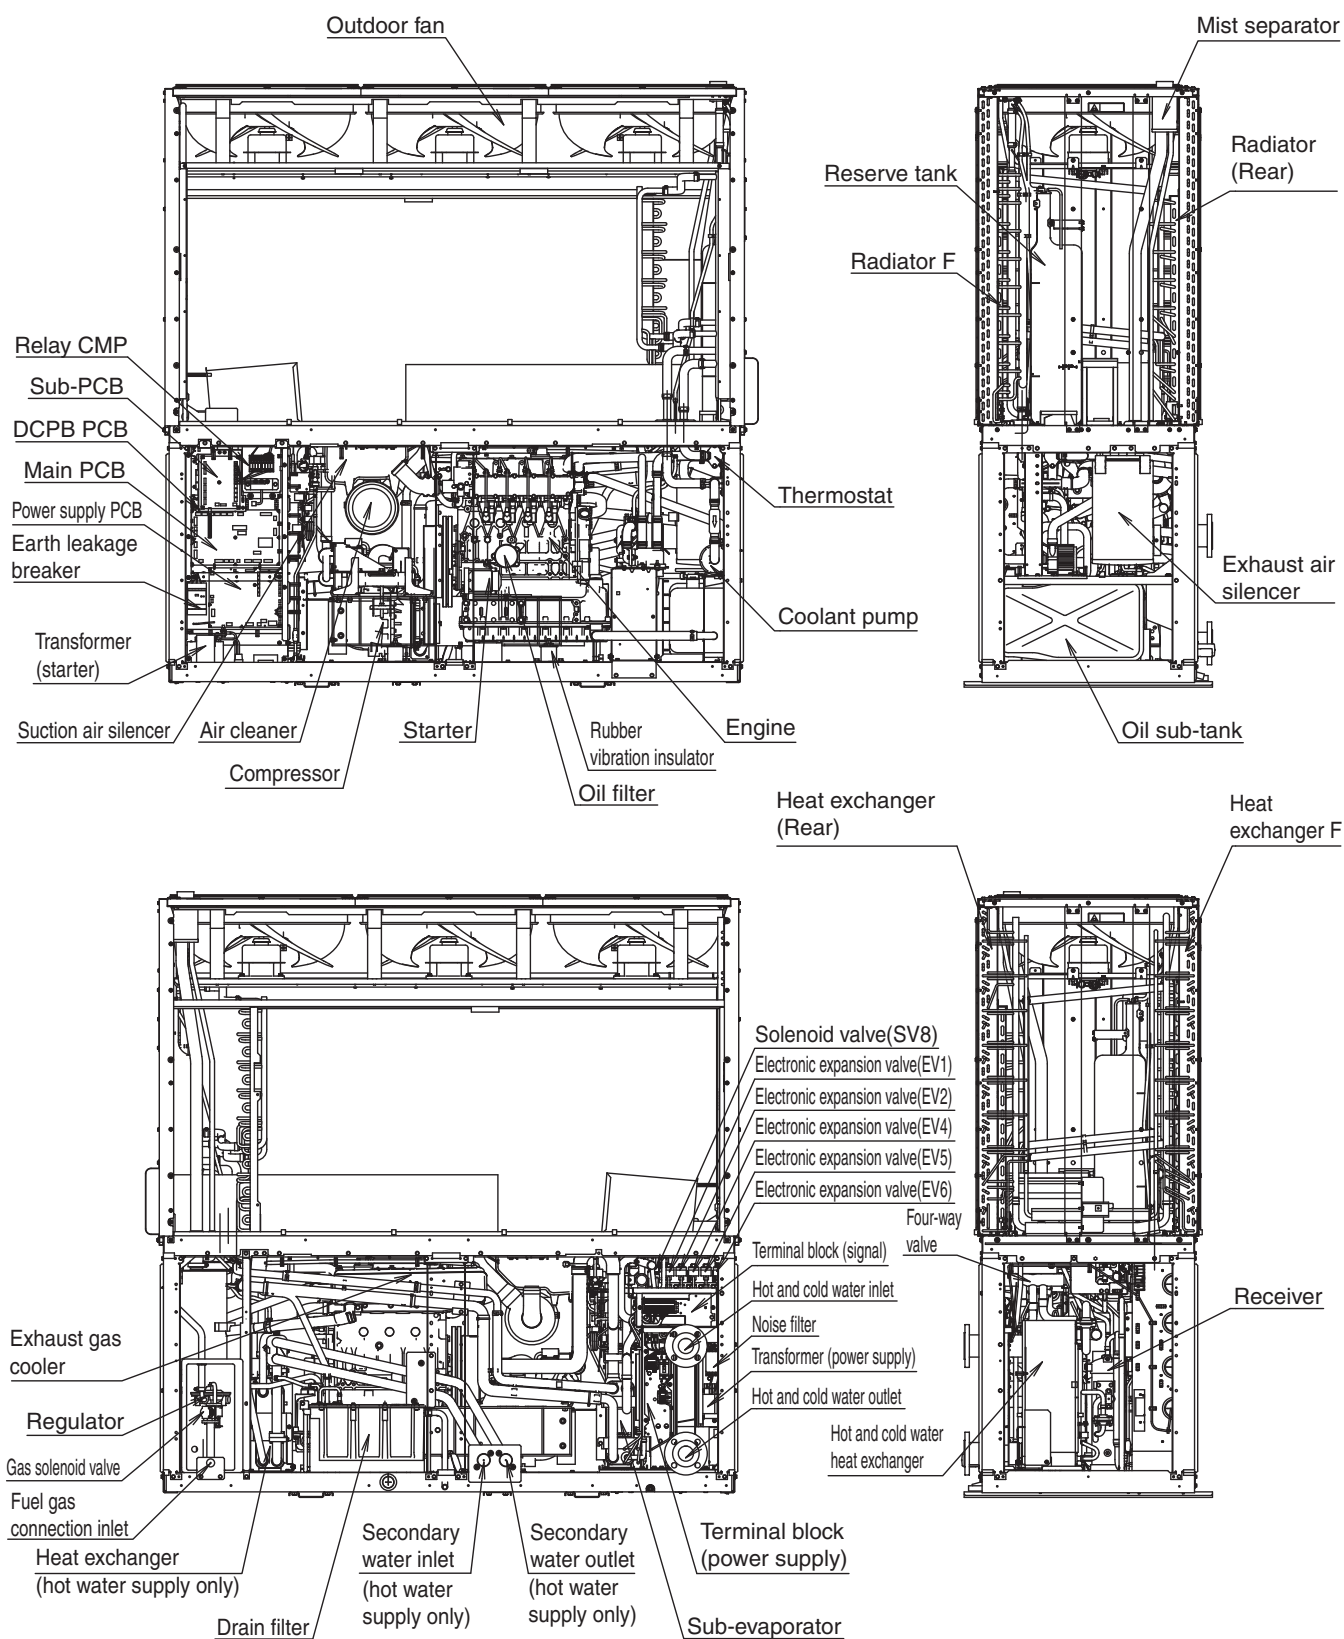 Outdoor fan
Mist separator
Radiator
(Rear)
Reserve tank
Radiator F
Relay CMP
Sub-PCB
DCPB PCB
Main PCB
Power supply PCB
Earth leakage
breaker
Transformer
(starter)
Thermostat
Coolant pump
Exhaust air
silencer
Suction air silencer
Air cleaner
Compressor
Starter
Rubber
vibration insulator
Oil filter
Engine
Oil sub-tank
Heat exchanger
(Rear)
Heat
exchanger F
Solenoid valve(SV8)
Electronic expansion valve(EV1)
Electronic expansion valve(EV2)
Electronic expansion valve(EV4)
Electronic expansion valve(EV5)
Electronic expansion valve(EV6)
Four-way
valve
Terminal block (signal)
Hot and cold water inlet
Noise filter
Transformer (power supply)
Hot and cold water outlet
Receiver
Hot and cold water
heat exchanger
Exhaust gas
cooler
Regulator
Gas solenoid valve
Fuel gas
connection inlet
Heat exchanger
(hot water supply only)
Drain filter
Secondary
water inlet
(hot water
supply only)
Secondary
water outlet
(hot water
supply only)
Terminal block
(power supply)
Sub-evaporator